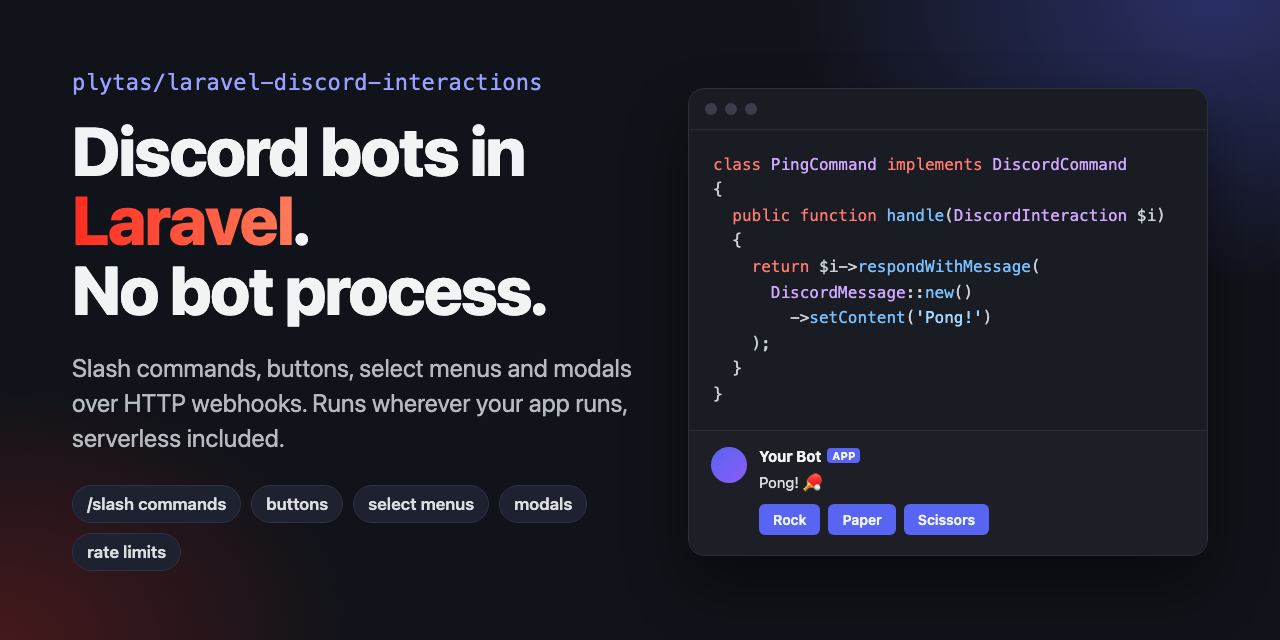 plytas/laravel-discord-interactions
Discord bots in
Laravel.
No bot process.
Slash commands, buttons, select menus and modals
over HTTP webhooks. Runs wherever your app runs,
serverless included.
/slash commands
buttons
select menus
modals
rate limits
class PingCommand implements DiscordCommand
{
  public function handle(DiscordInteraction $i)
  {
    return $i->respondWithMessage(
      DiscordMessage::new()
        ->setContent('Pong!')
    );
  }
}
Your Bot APP
Pong! 🏓
Rock
Paper
Scissors